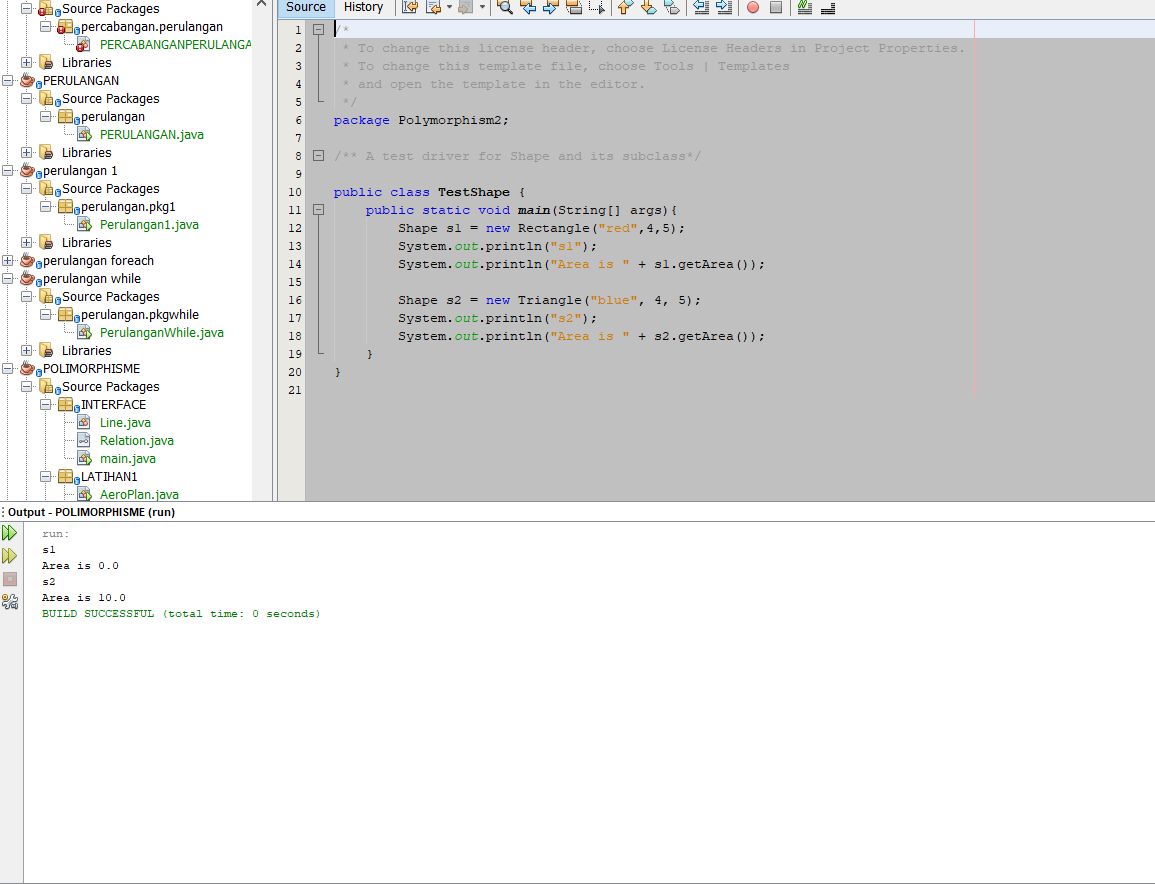 Source Packages
percabangan.perulangan
PERCABANGANPERULANGA
Libraries
PERULANGAN
Source Packages
perulangan
PERULANGAN.java
Libraries
perulangan 1
Source Packages
perulangan.pkg1
Perulangan1.java
Libraries
perulangan foreach
perulangan while
Source Packages
perulangan.pkgwhile
PerulanganWhile.java
Libraries
POLIMORPHISME
Source Packages
INTERFACE
Line.java
Relation.java
main.java
LATIHAN1
AeroPlan.java
Source History
1 /*
2 * To change this license header, choose License Headers in Project Properties.
3 * To change this template file, choose Tools | Templates
4 * and open the template in the editor.
5 */
6 package Polymorphism2;
7
8 /** A test driver for Shape and its subclass*/
9
10 public class TestShape {
11 public static void main(String[] args){
12 Shape s1 = new Rectangle("red",4,5);
13 System.out.println("s1");
14 System.out.println("Area is " + s1.getArea());
15
16 Shape s2 = new Triangle("blue", 4, 5);
17 System.out.println("s2");
18 System.out.println("Area is " + s2.getArea());
19 }
20 }
21
Output - POLIMORPHISME (run)
run:
s1
Area is 0.0
s2
Area is 10.0
BUILD SUCCESSFUL (total time: 0 seconds)